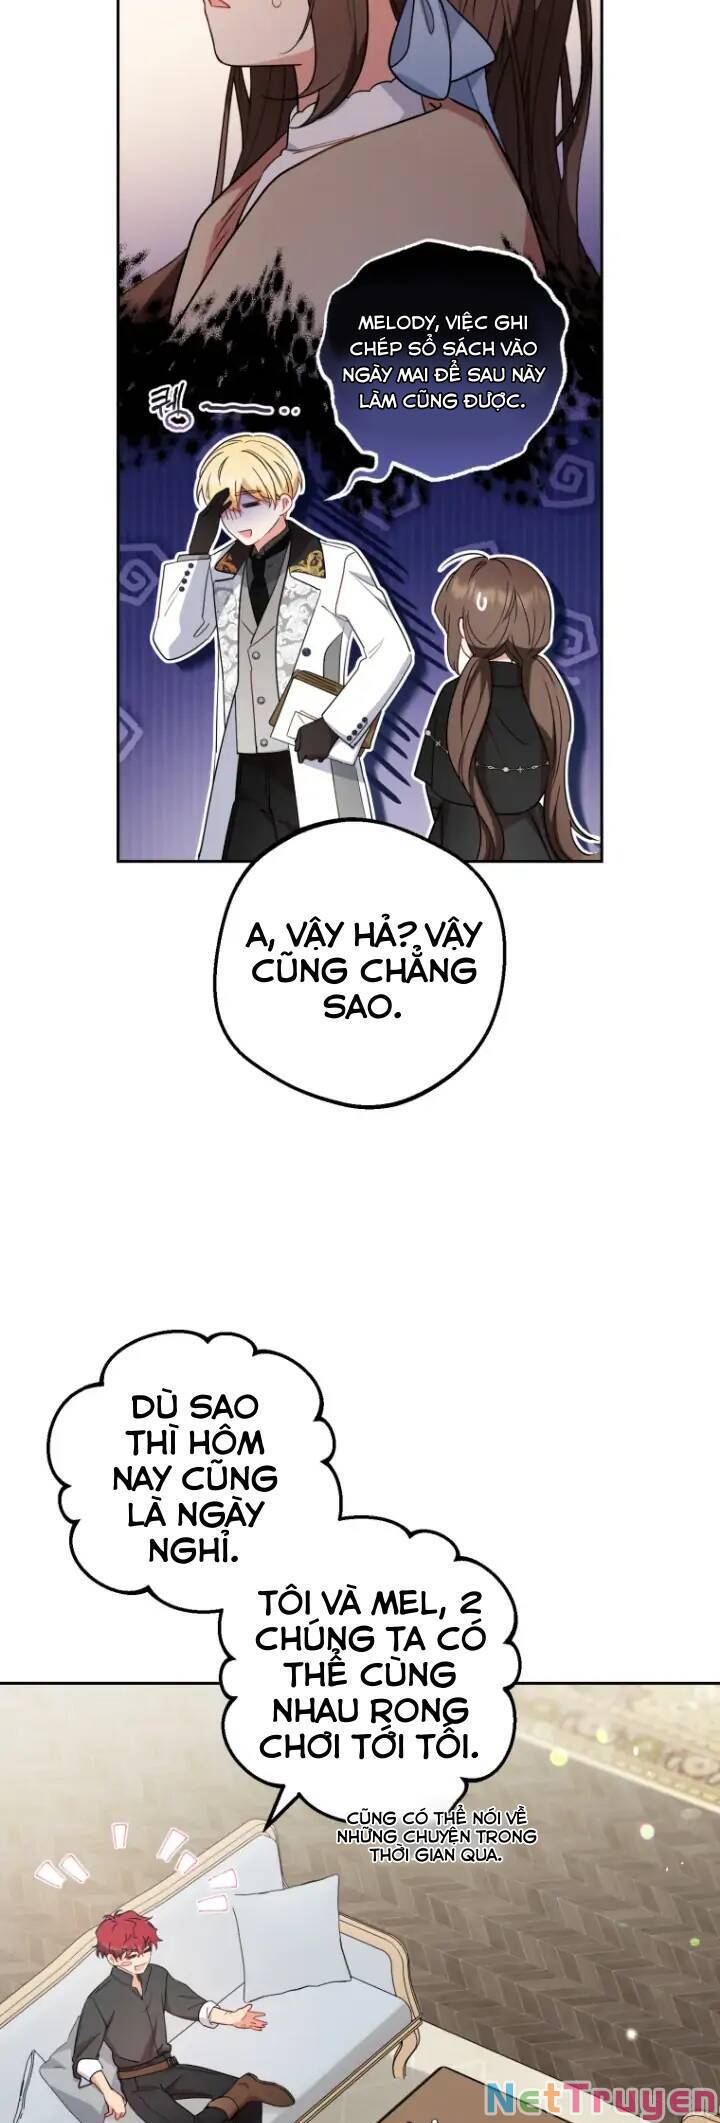 MELODY, VIỆC GHI
CHÉP SỔ SÁCH VÀO
NGÀY MAI ĐỂ SAU NÀY
LÀM CŨNG ĐƯỢC.
퀭
A, VẬY HẢ? VẬY
CŨNG CHẲNG
SAO.
DÙ SAO
THÌ HÔM
NAY CŨNG
LÀ NGÀY
NGHỈ.
TÔI VÀ MEL, 2
CHÚNG TA CÓ
THỂ CÙNG
NHAU RONG
CHƠI TỚI TỐI.
CŨNG CÓ THỂ NÓI VỀ
NHỮNG CHUYỆN TRONG
THỜI GIAN QUA.
NetTruyen